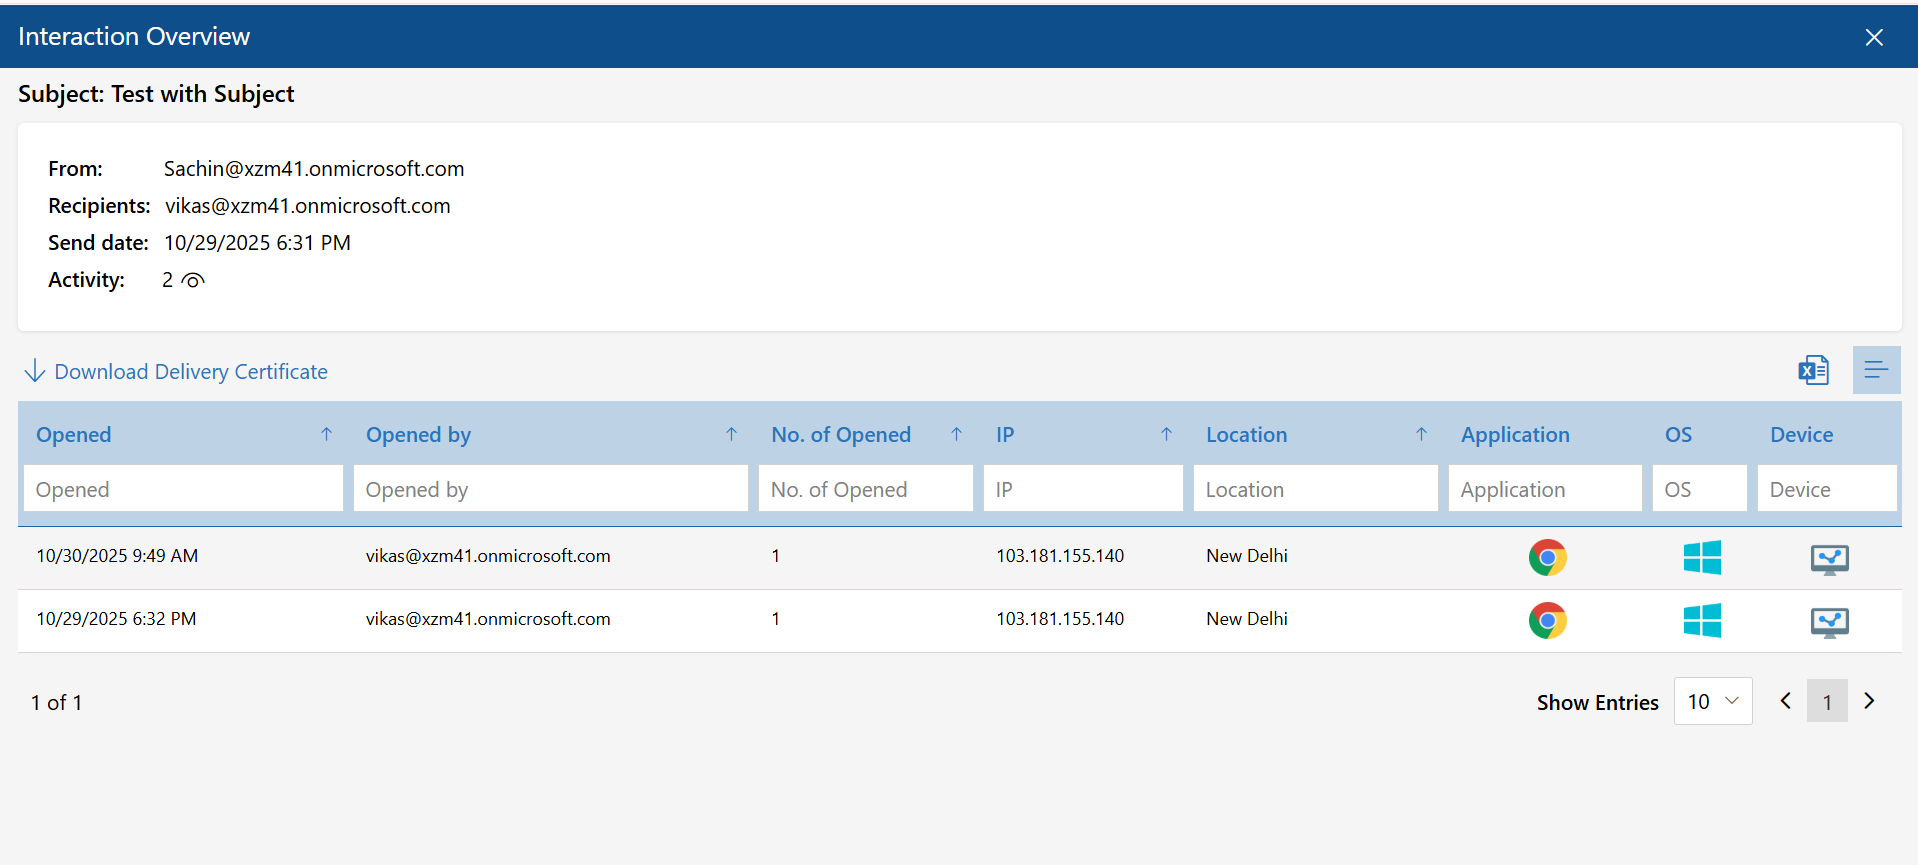 Interaction Overview
Subject: Test with Subject
From: Sachin@xzm41.onmicrosoft.com
Recipients: vikas@xzm41.onmicrosoft.com
Send date: 10/29/2025 6:31 PM
Activity: 2
Download Delivery Certificate
Opened Opened by No. of Opened IP Location Application OS Device
Opened Opened by No. of Opened IP Location Application OS Device
10/30/2025 9:49 AM vikas@xzm41.onmicrosoft.com 1 103.181.155.140 New Delhi
10/29/2025 6:32 PM vikas@xzm41.onmicrosoft.com 1 103.181.155.140 New Delhi
1 of 1 Show Entries 10 1